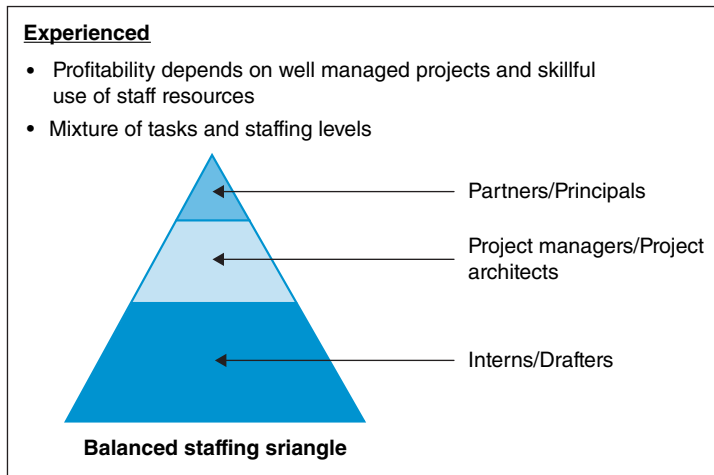 Experienced
• Profitability depends on well managed projects and skillful
use of staff resources
• Mixture of tasks and staffing levels
Partners/Principals
Project managers/Project
architects
Interns/Drafters
Balanced staffing sriangle